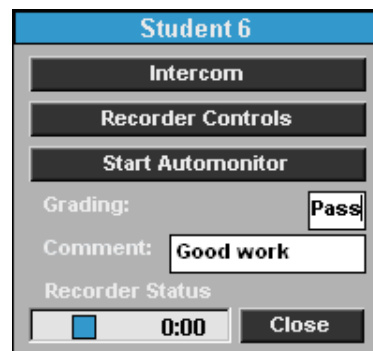 Student 6
Intercom
Recorder Controls
Start Automonitor
Grading: Pass
Comment: Good work
Recorder Status
0:00 Close